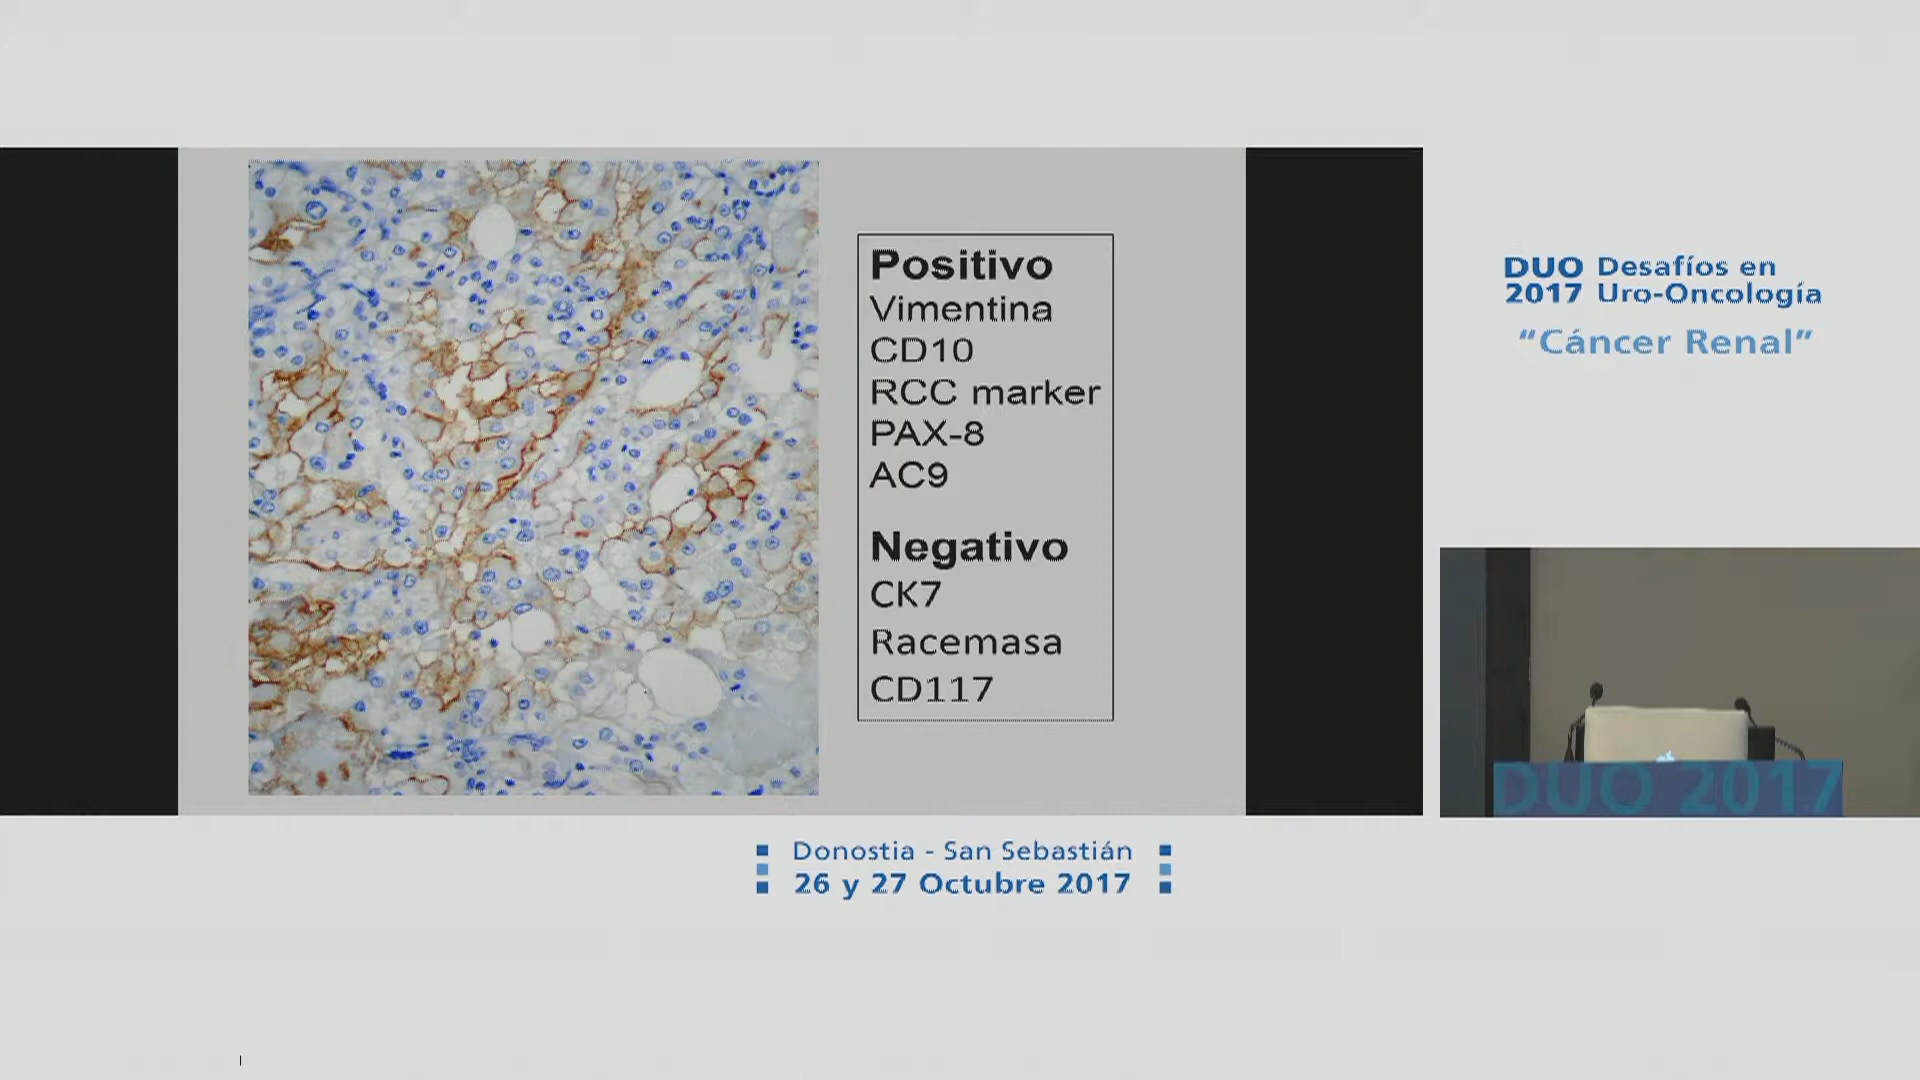 Positivo
Vimentina
CD10
RCC marker
PAX-8
AC9
Negativo
CK7
Racemasa
CD117
DUO Desafíos en
2017 Uro-Oncología
“Cáncer Renal”
DUO 2017
Donostia - San Sebastián
26 y 27 Octubre 2017